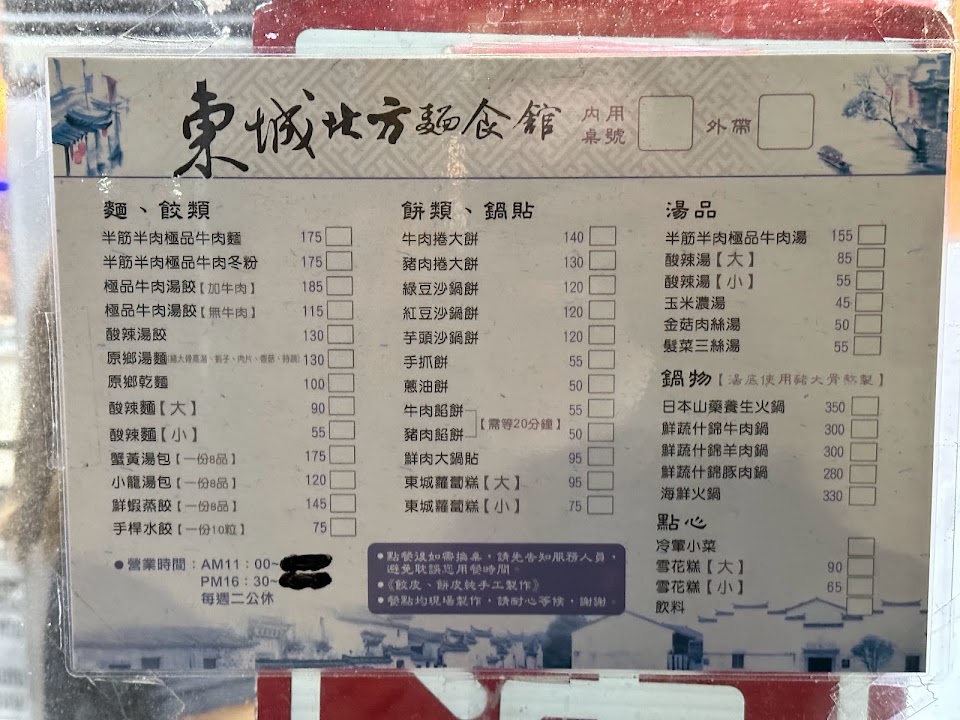 東城北方麵食館
內用桌號
外帶
麵、餃類
半筋半肉極品牛肉麵 175
半筋半肉極品牛肉冬粉 175
極品牛肉湯餃【加牛肉】 185
極品牛肉湯餃【無牛肉】 115
酸辣湯餃 130
原鄉湯麵 130
原鄉乾麵 100
酸辣麵【大】 90
酸辣麵【小】 55
蟹黃湯包【一份8品】 175
小籠湯包【一份8品】 120
鮮蝦蒸餃【一份8品】 145
手桿水餃【一份10粒】 75
●營業時間：AM11：00~
PM16：30~
每週二公休
餅類、鍋貼
牛肉捲大餅 140
豬肉捲大餅 130
綠豆沙鍋餅 120
紅豆沙鍋餅 120
芋頭沙鍋餅 120
手抓餅 55
蔥油餅 50
牛肉餡餅 55
【需等20分鐘】
豬肉餡餅 50
鮮肉大鍋貼 95
東城蘿蔔糕【大】 95
東城蘿蔔糕【小】 75
●點餐後如需換桌，請先告知服務人員，
避免耽誤您用餐時間。
●《餃皮、餅皮純手工製作》
●餐點均現場製作，請耐心等候，謝謝。
湯品
半筋半肉極品牛肉湯 155
酸辣湯【大】 85
酸辣湯【小】 55
玉米濃湯 45
金菇肉絲湯 50
髮菜三絲湯 55
鍋物【湯底使用豬大骨熬製】
日本山藥養生火鍋 350
鮮蔬什錦牛肉鍋 300
鮮蔬什錦羊肉鍋 300
鮮蔬什錦豚肉鍋 280
海鮮火鍋 330
點心
冷葷小菜
雪花糕【大】 90
雪花糕【小】 65
飲料